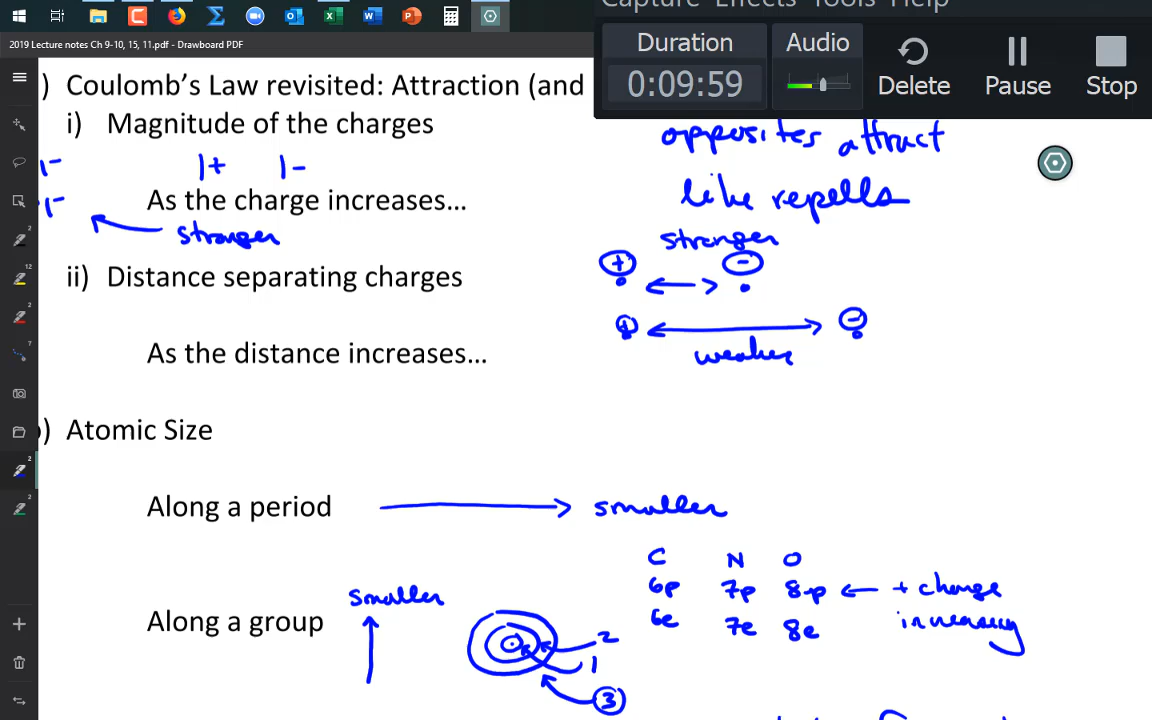 Capture Effects Tools Help
2019 Lecture notes Ch 9-10, 15, 11.pdf - Drawboard PDF
Duration
0:09:59
Audio
Delete
Pause
Stop
) Coulomb's Law revisited: Attraction (and
i) Magnitude of the charges
opposites attract
1- 1+ 1-
like repells
As the charge increases...
1-
stronger
stronger
ii) Distance separating charges
+ -
+ -
weaker
As the distance increases...
) Atomic Size
Along a period
smaller
C N O
6p 7p 8p + charge
6e 7e 8e increasing
smaller
Along a group
2
1
3